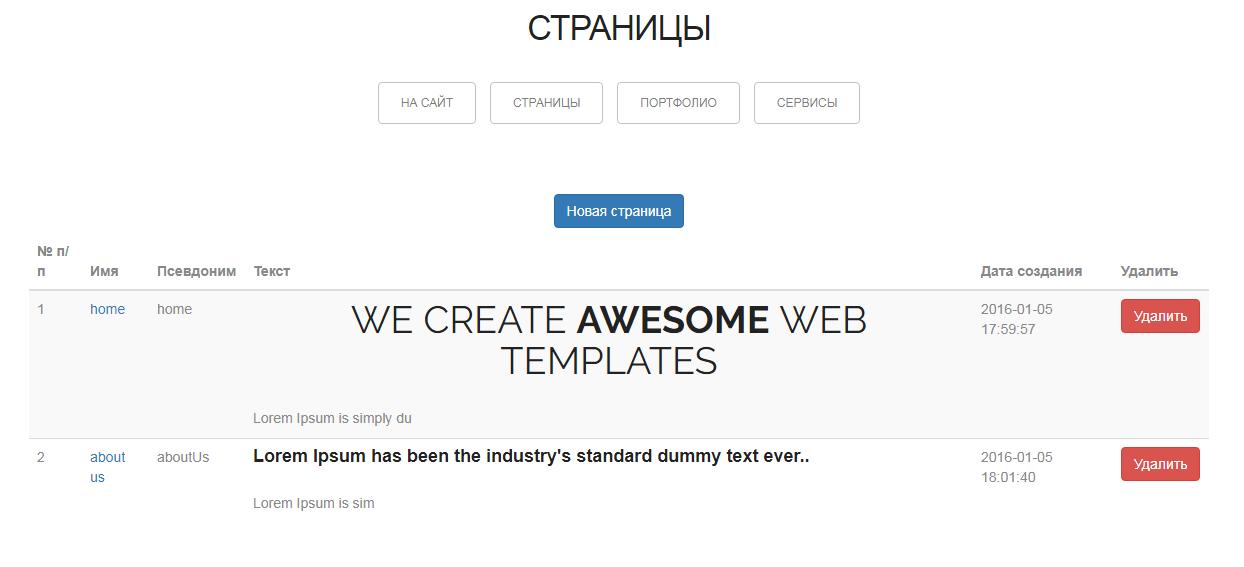 СТРАНИЦЫ
НА САЙТ СТРАНИЦЫ ПОРТФОЛИО СЕРВИСЫ
Новая страница
№ п/
п Имя Псевдоним Текст Дата создания Удалить
1 home home WE CREATE AWESOME WEB 2016-01-05 Удалить
17:59:57
TEMPLATES
Lorem Ipsum is simply du
2 about aboutUs Lorem Ipsum has been the industry's standard dummy text ever.. 2016-01-05 Удалить
us 18:01:40
Lorem Ipsum is sim